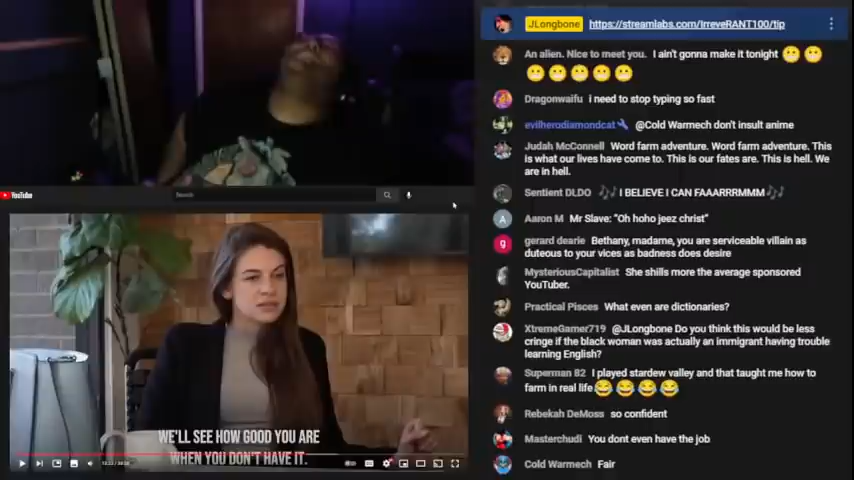 JLongbone https://streamlabs.com/IrreveRANT100/tip
An alien. Nice to meet you. I ain't gonna make it tonight
Dragonwaifu i need to stop typing so fast
evilherodiamondcat @Cold Warmech don't insult anime
Judah McConnell Word farm adventure. Word farm adventure. This
is what our lives have come to. This is our fates are. This is hell. We
are in hell.
Sentient DLDO I BELIEVE I CAN FAAARRRMMM
A Aaron M Mr Slave: "Oh hoho jeez christ"
g gerard dearie Bethany, madame, you are serviceable villain as
duteous to your vices as badness does desire
MysteriousCapitalist She shills more the average sponsored
YouTuber.
Practical Pisces What even are dictionaries?
XtremeGamer719 @JLongbone Do you think this would be less
cringe if the black woman was actually an immigrant having trouble
learning English?
Superman 82 I played stardew valley and that taught me how to
farm in real life
Rebekah DeMoss so confident
Masterchudi You dont even have the job
Cold Warmech Fair
YouTube
Search
WE'LL SEE HOW GOOD YOU ARE
WHEN YOU DON'T HAVE IT.